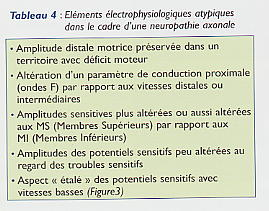 Tableau 4 : Eléments électrophysiologiques atypiques
dans le cadre d'une neuropathie axonale
• Amplitude distale motrice préservée dans un
territoire avec déficit moteur
• Altération d'un paramètre de conduction proximale
(ondes F) par rapport aux vitesses distales ou
intermédiaires
• Amplitudes sensitives plus altérées ou aussi altérées
aux MS (Membres Supérieurs) par rapport aux
MI (Membres Inférieurs)
• Amplitudes des potentiels sensitifs peu altérées au
regard des troubles sensitifs
• Aspect « étalé » des potentiels sensitifs avec
vitesses basses (Figure3)